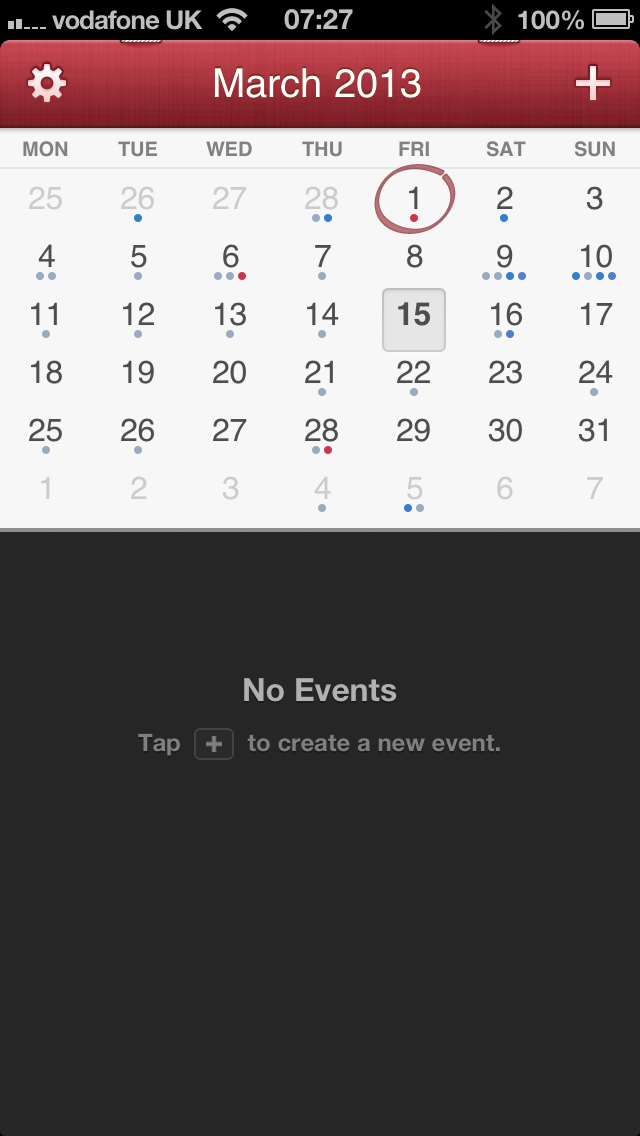 vodafone UK 07:27 100%
March 2013
MON TUE WED THU FRI SAT SUN
25 26 27 28 1 2 3
4 5 6 7 8 9 10
11 12 13 14 15 16 17
18 19 20 21 22 23 24
25 26 27 28 29 30 31
1 2 3 4 5 6 7
No Events
Tap + to create a new event.